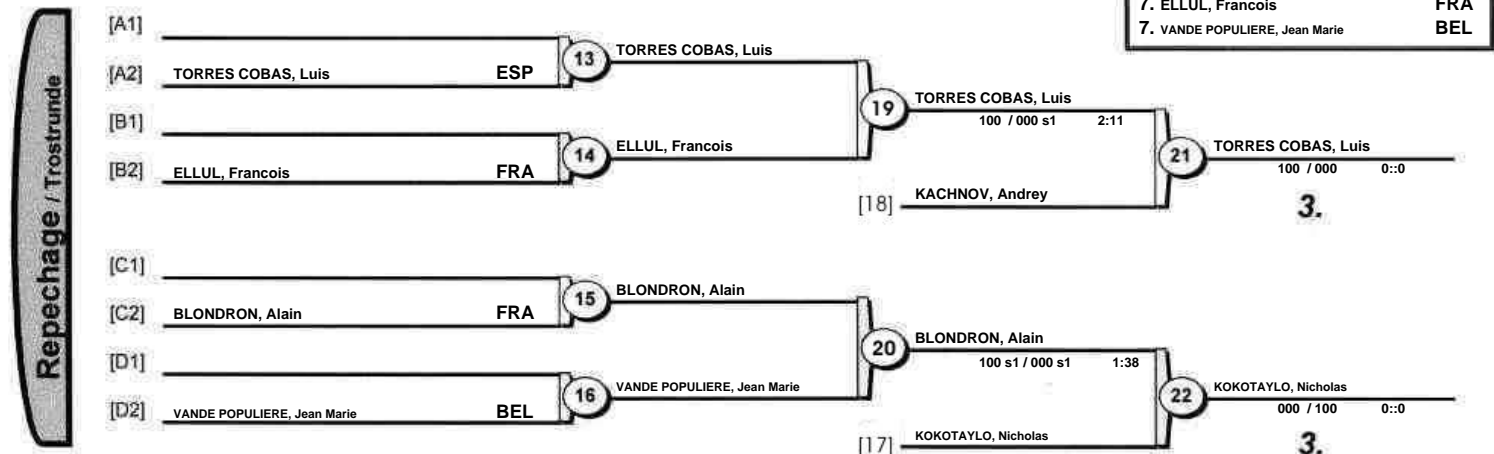 7. ELLUL, Francois FRA
7. VANDE POPULIERE, Jean Marie BEL
Repechage / Trostrunde
[A1]
[A2] TORRES COBAS, Luis ESP
13 TORRES COBAS, Luis
[B1]
[B2] ELLUL, Francois FRA
14 ELLUL, Francois
19 TORRES COBAS, Luis
100 / 000 s1 2:11
[18] KACHNOV, Andrey
21 TORRES COBAS, Luis
100 / 000 0::0
3.
[C1]
[C2] BLONDRON, Alain FRA
15 BLONDRON, Alain
[D1]
[D2] VANDE POPULIERE, Jean Marie BEL
16 VANDE POPULIERE, Jean Marie
20 BLONDRON, Alain
100 s1 / 000 s1 1:38
[17] KOKOTAYLO, Nicholas
22 KOKOTAYLO, Nicholas
000 / 100 0::0
3.